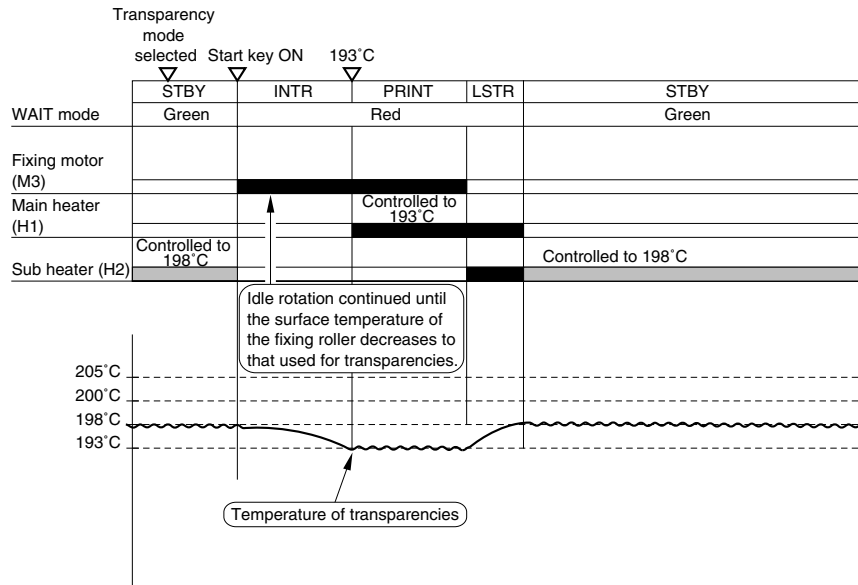 Transparency
mode
selected
Start key ON
193˚C
STBY
INTR
PRINT
LSTR
STBY
WAIT mode
Green
Red
Green
Fixing motor
(M3)
Main heater
(H1)
Controlled to
193˚C
Sub heater (H2)
Controlled to
198˚C
Controlled to 198˚C
Idle rotation continued until
the surface temperature of
the fixing roller decreases to
that used for transparencies.
205˚C
200˚C
198˚C
193˚C
Temperature of transparencies